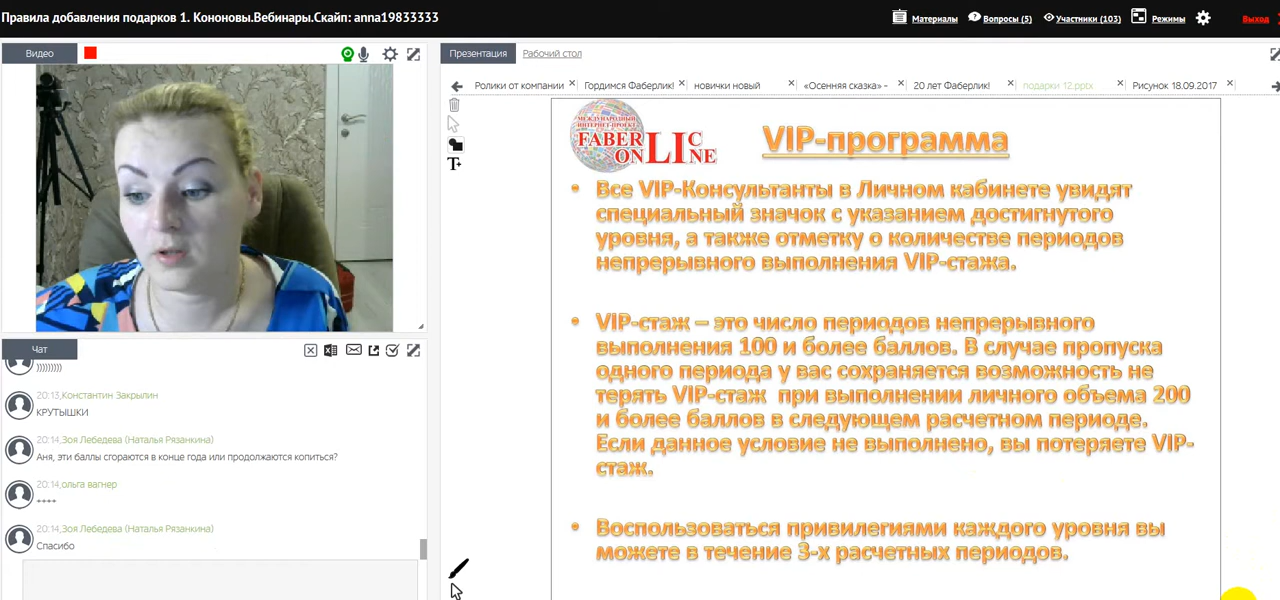 Правила добавления подарков 1. Кононовы.Вебинары.Скайп: anna19833333
Материалы
Вопросы (5)
Участники (103)
Режимы
Выход
Видео
Презентация
Рабочий стол
Ролики от компании
Гордимся Фаберлик!
новички новый
«Осенняя сказка» -
20 лет Фаберлик!
подарки 12.pptx
Рисунок 18.09.2017
МЕЖДУНАРОДНЫЙ
ИНТЕРНЕТ-ПРОЕКТ
FABERLIC
ONLINE
VIP-программа
• Все VIP-Консультанты в Личном кабинете увидят
специальный значок с указанием достигнутого
уровня, а также отметку о количестве периодов
непрерывного выполнения VIP-стажа.
• VIP-стаж – это число периодов непрерывного
выполнения 100 и более баллов. В случае пропуска
одного периода у вас сохраняется возможность не
терять VIP-стаж при выполнении личного объема 200
и более баллов в следующем расчетном периоде.
Если данное условие не выполнено, вы потеряете VIP-
стаж.
• Воспользоваться привилегиями каждого уровня вы
можете в течение 3-х расчетных периодов.
Чат
)))))))))
20:13, Константин Закрылин
КРУТЫШКИ
20:14, Зоя Лебедева (Наталья Рязанкина)
Аня, эти баллы сгораются в конце года или продолжаются копиться?
20:14, ольга вагнер
++++
20:14, Зоя Лебедева (Наталья Рязанкина)
Спасибо